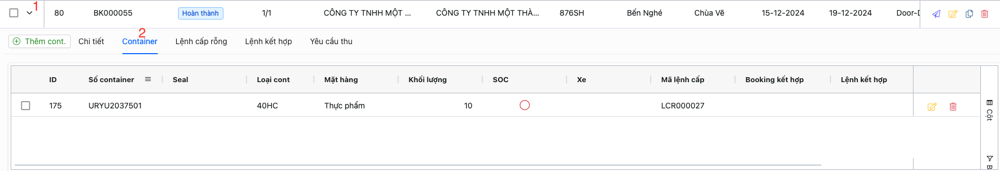 1
80 BK000055 Hoàn thành 1/1 CÔNG TY TNHH MỘT ... CÔNG TY TNHH MỘT THÀ... 876SH Bến Nghé Chùa Vẽ 15-12-2024 19-12-2024 Door-D
2
Thêm cont. Chi tiết Container Lệnh cấp rỗng Lệnh kết hợp Yêu cầu thu
ID Số container Seal Loại cont Mặt hàng Khối lượng SOC Xe Mã lệnh cấp Booking kết hợp Lệnh kết hợp
175 URYU2037501 40HC Thực phẩm 10 LCR000027
Cột
B